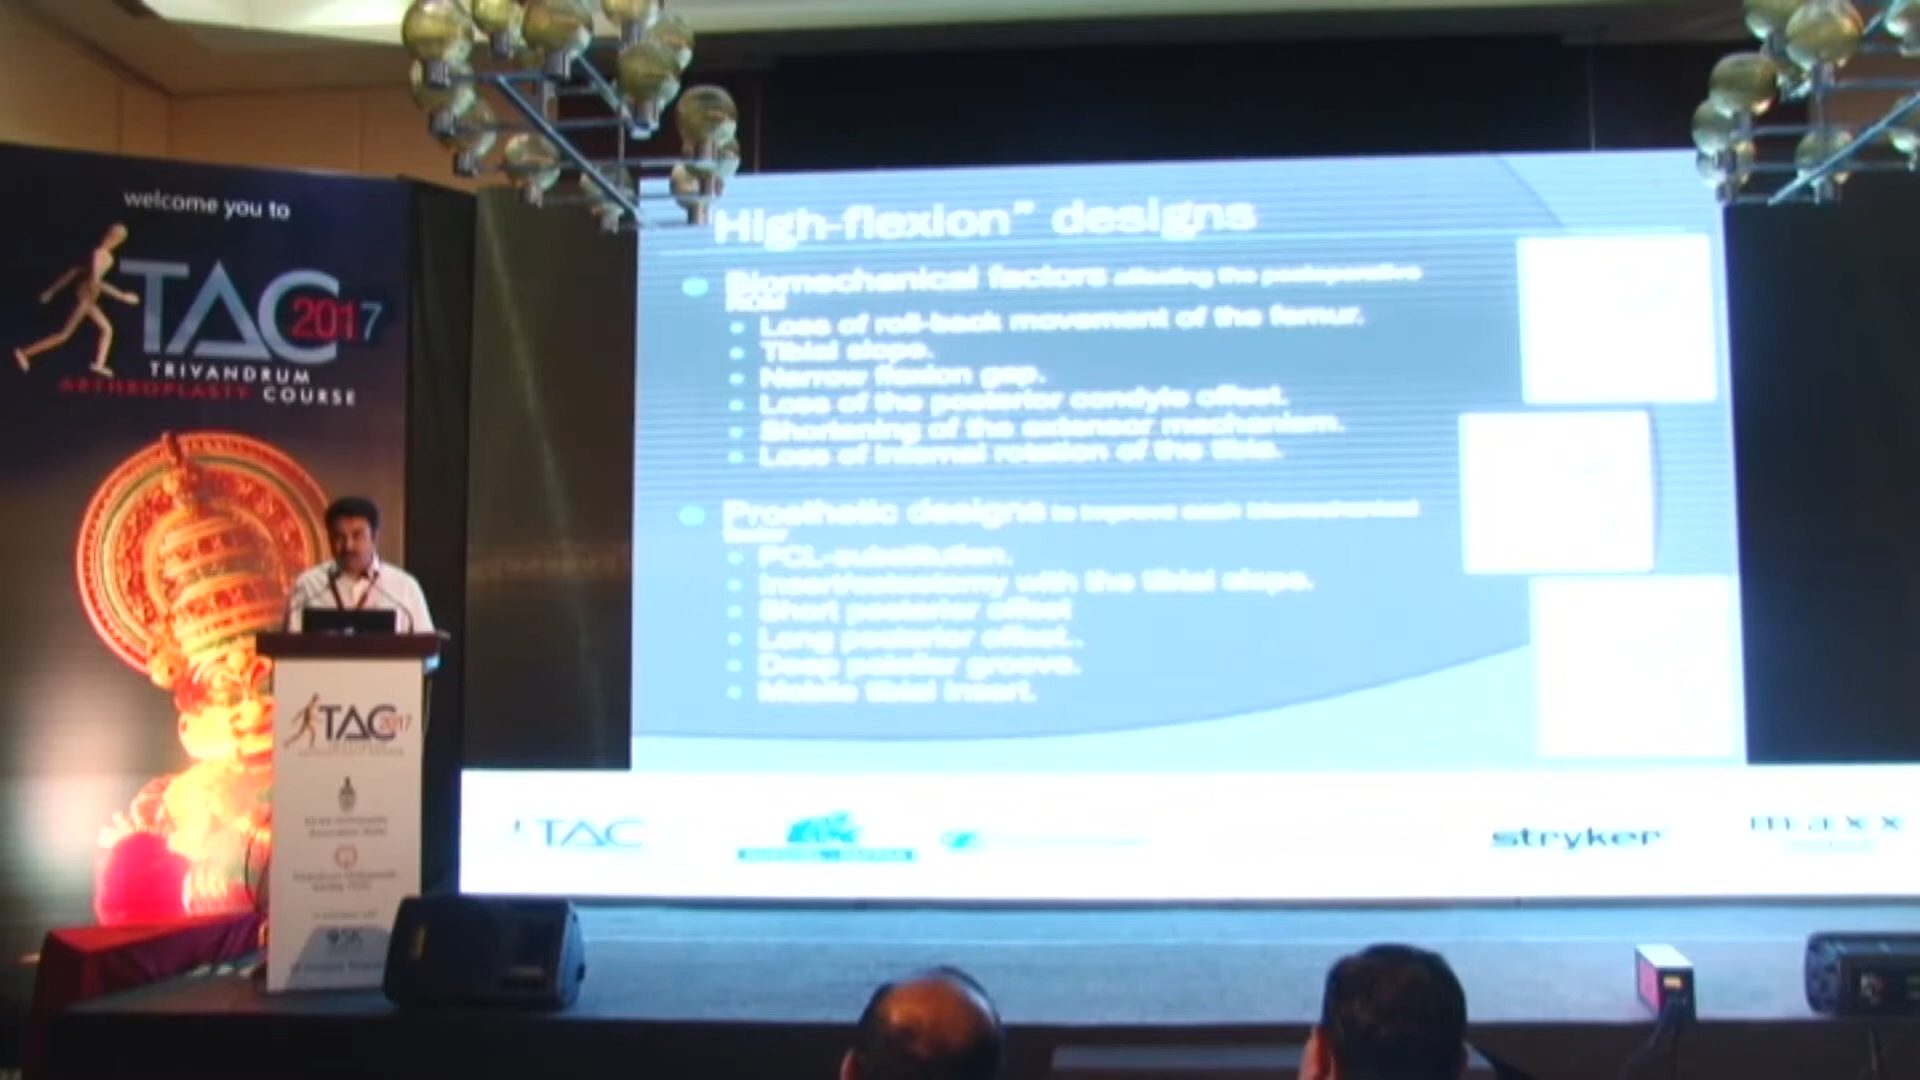 welcome you to
TAC 2017
TRIVANDRUM
ARTHROPLASTY COURSE
High-flexion” designs
Biomechanical factors affecting the postoperative
ROM
Loss of roll-back movement of the femur.
Tibial slope.
Narrow flexion gap.
Loss of the posterior condyle offset.
Shortening of the extensor mechanism.
Loss of internal rotation of the tibia.
Prosthetic designs to improve each biomechanical
factor
PCL-substitution.
Insert/osteotomy with the tibial slope.
Short posterior offset
Long posterior offset..
Deep patellar groove.
Mobile tibial insert.
TAC 2017
TAC
stryker
maxx